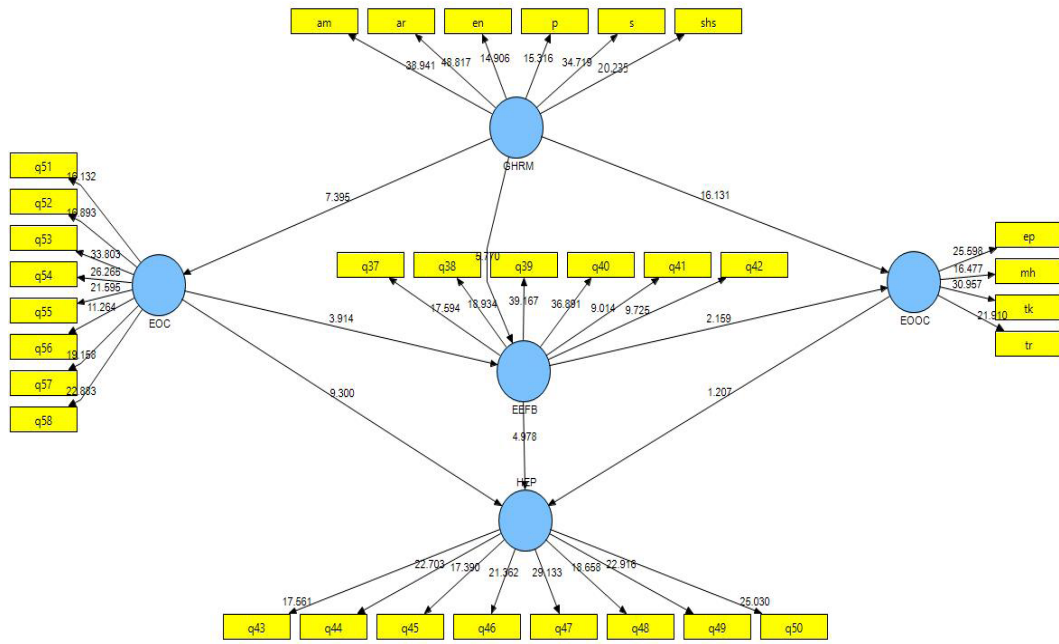 am ar en p s shs
38.941 48.817 14.906 15.316 34.719 20.235
GHRM
q51
16.132
q52
q53
33.803
q54
26.266
q55
21.595
q56
11.264
q57
19.158
q58
22.883
EOC
7.395
5.770
16.131
q37 q38 q39 q40 q41 q42
17.594 18.934 39.167 36.891 9.014 9.725
ep
25.598
mh
16.477
tk
30.957
tr
21.910
EOOC
3.914
2.159
EEFB
9.300
4.978
1.207
HEP
17.561 22.703 17.390 21.362 29.133 18.658 22.916 25.030
q43 q44 q45 q46 q47 q48 q49 q50